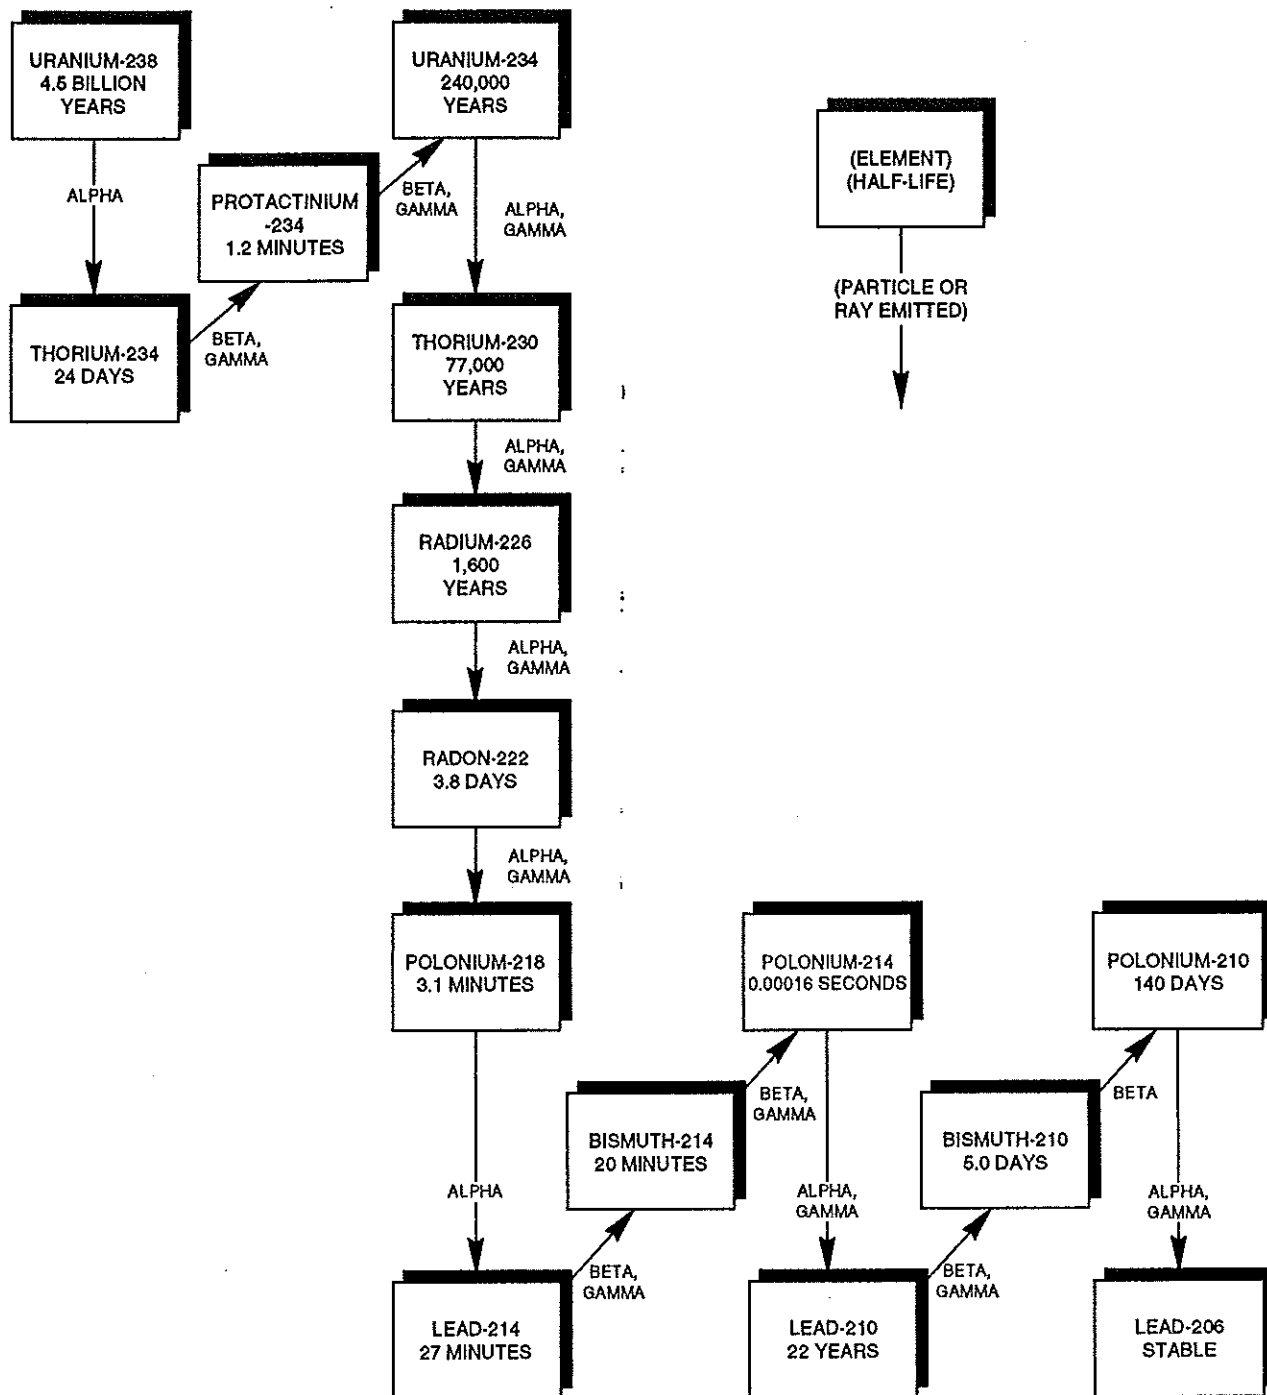 URANIUM-238
4.5 BILLION
YEARS
ALPHA
THORIUM-234
24 DAYS
BETA,
GAMMA
PROTACTINIUM
-234
1.2 MINUTES
BETA,
GAMMA
URANIUM-234
240,000
YEARS
ALPHA,
GAMMA
THORIUM-230
77,000
YEARS
ALPHA,
GAMMA
RADIUM-226
1,600
YEARS
ALPHA,
GAMMA
RADON-222
3.8 DAYS
ALPHA,
GAMMA
POLONIUM-218
3.1 MINUTES
ALPHA
LEAD-214
27 MINUTES
BETA,
GAMMA
BISMUTH-214
20 MINUTES
BETA,
GAMMA
POLONIUM-214
0.00016 SECONDS
ALPHA,
GAMMA
LEAD-210
22 YEARS
BETA,
GAMMA
BISMUTH-210
5.0 DAYS
BETA
POLONIUM-210
140 DAYS
ALPHA,
GAMMA
LEAD-206
STABLE
(ELEMENT)
(HALF-LIFE)
(PARTICLE OR
RAY EMITTED)